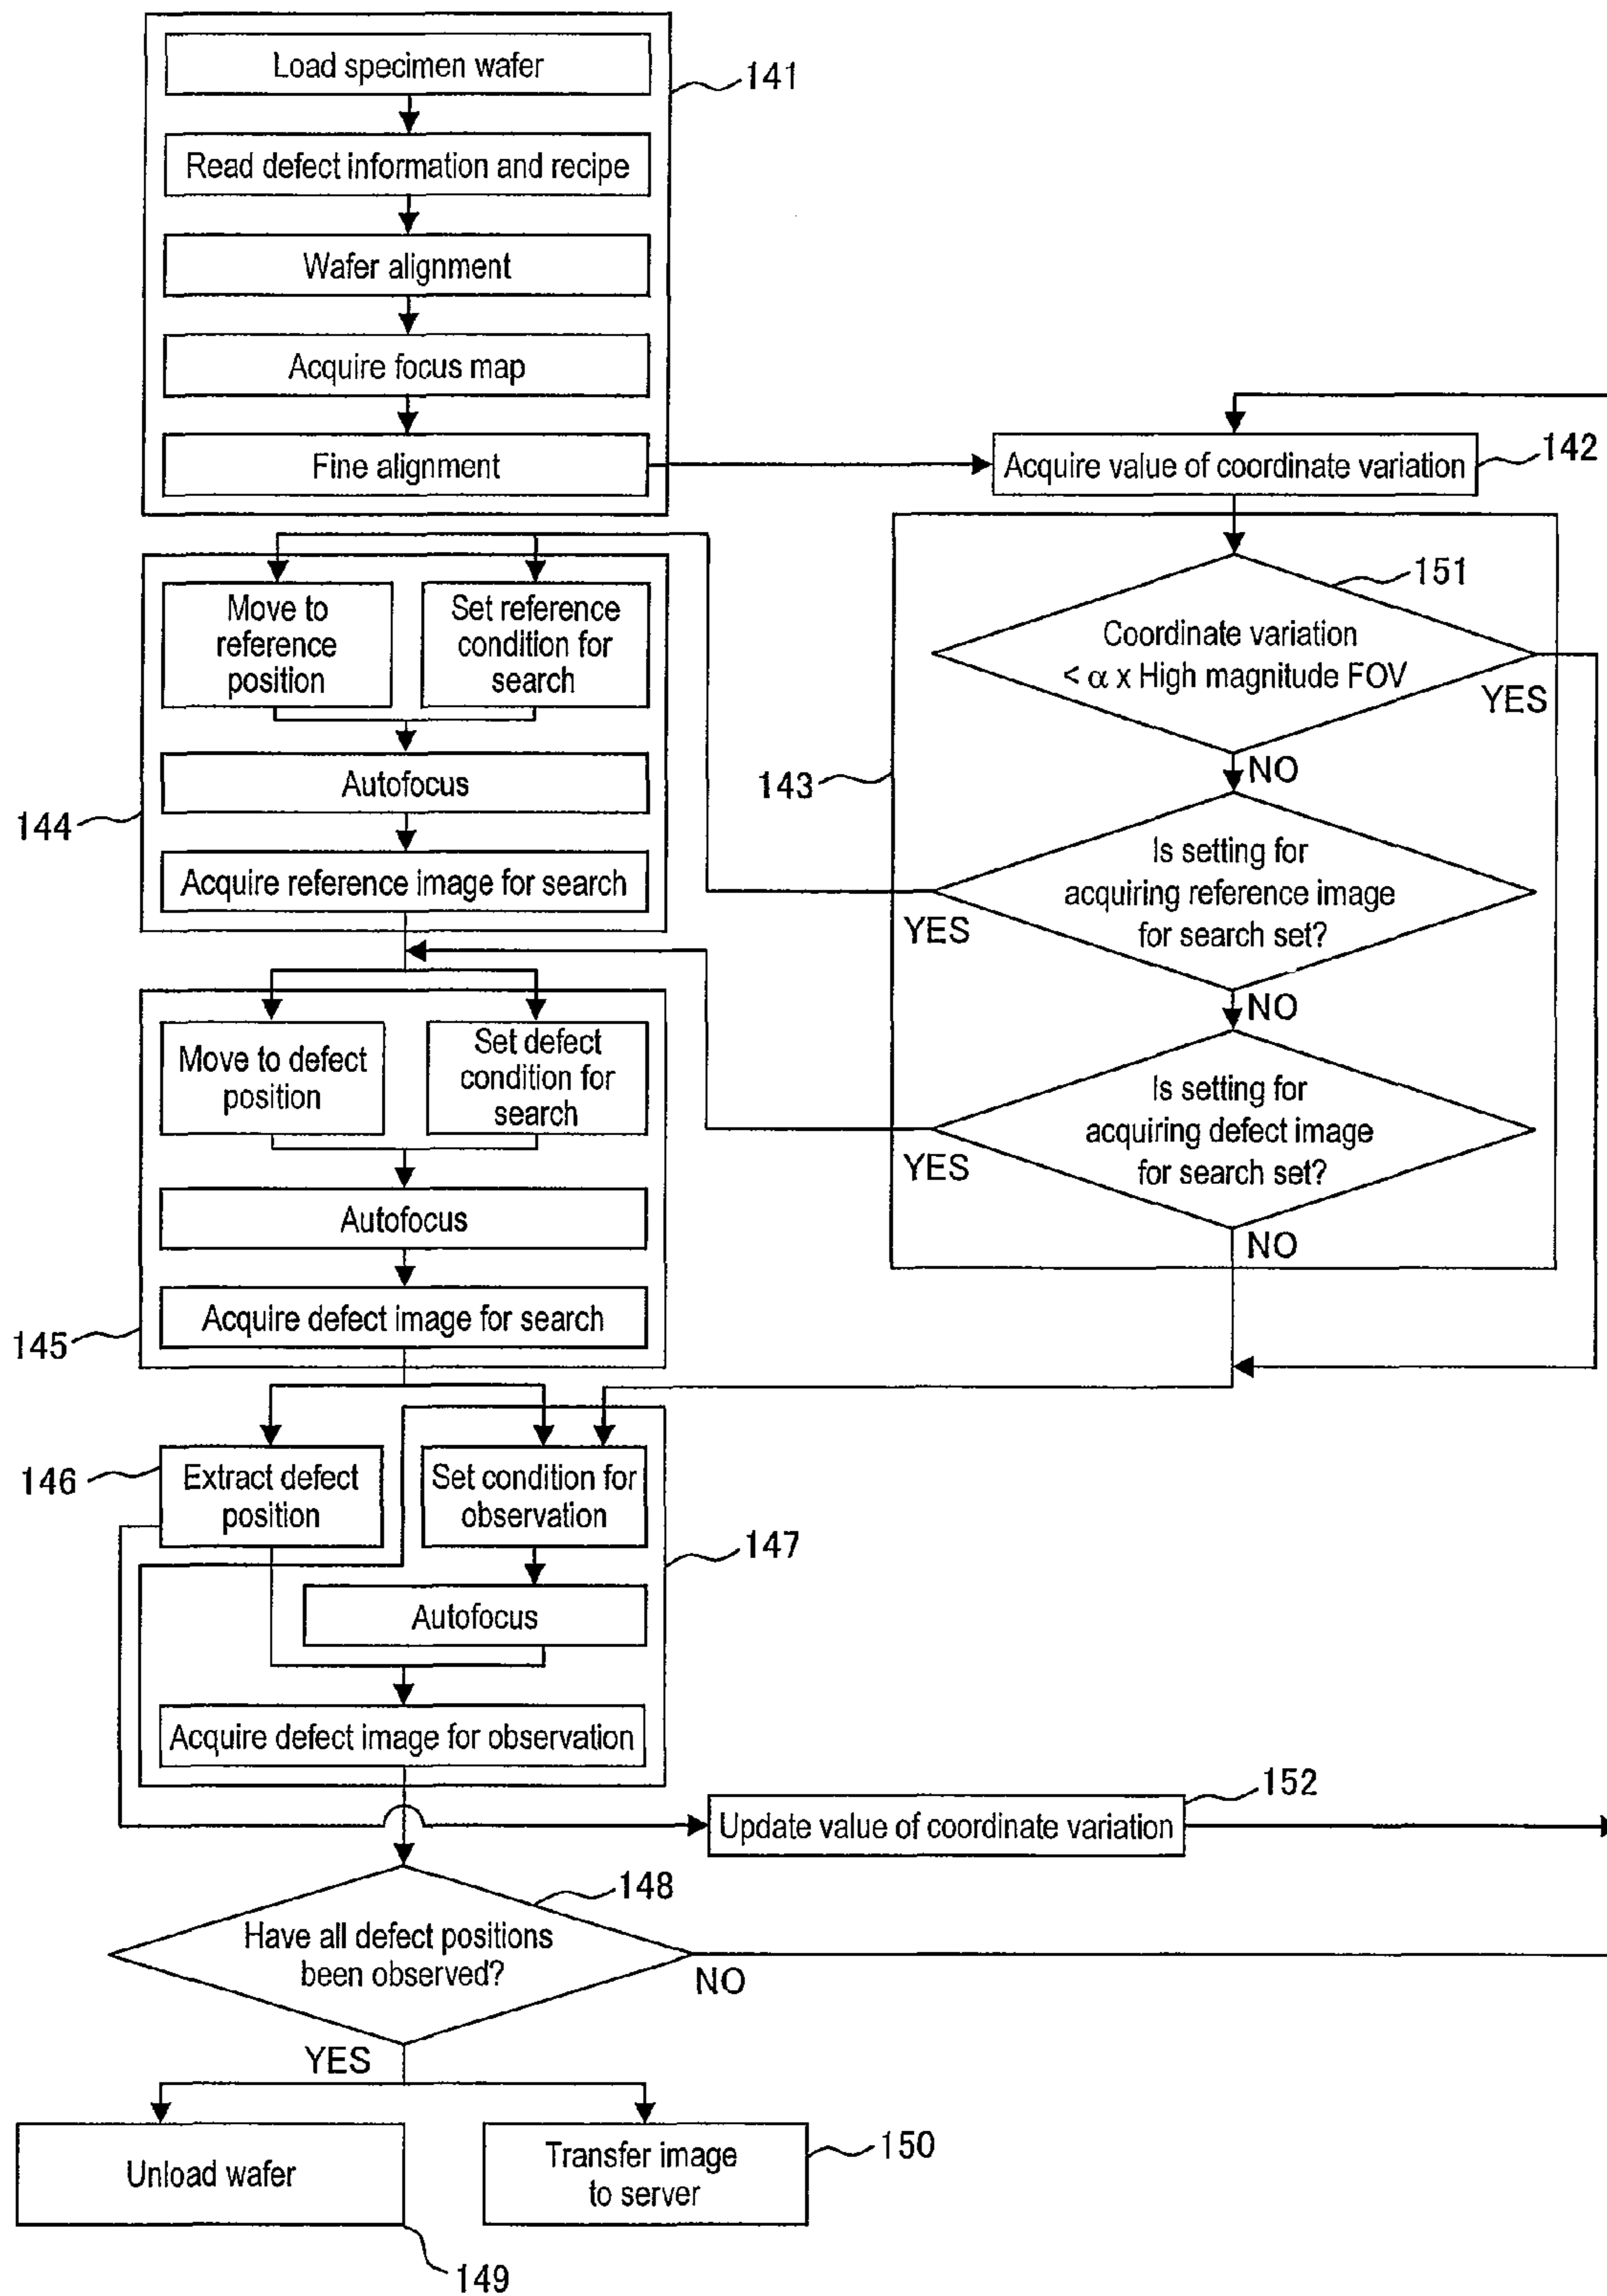 Load specimen wafer
141
Read defect information and recipe
Wafer alignment
Acquire focus map
Fine alignment
Acquire value of coordinate variation
142
151
Coordinate variation
< α x High magnitude FOV
YES
NO
143
Is setting for
acquiring reference image
for search set?
YES
NO
Is setting for
acquiring defect image
for search set?
YES
NO
Move to
reference
position
Set reference
condition for
search
Autofocus
144
Acquire reference image for search
Move to defect
position
Set defect
condition for
search
Autofocus
Acquire defect image for search
145
146
Extract defect
position
Set condition for
observation
147
Autofocus
Acquire defect image for observation
152
Update value of coordinate variation
148
Have all defect positions
been observed?
NO
YES
Unload wafer
149
Transfer image
to server
150